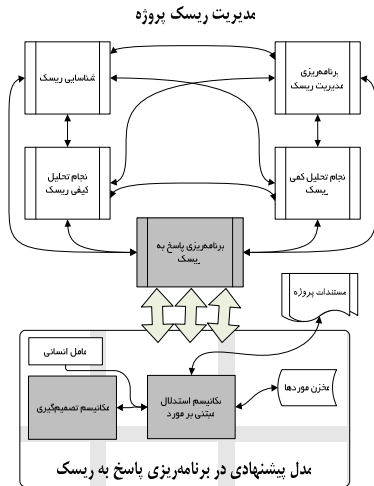 مدیریت ریسک پروژه
برنامه‌ریزی
مدیریت ریسک
شناسایی ریسک
نجام تحلیل کمی
ریسک
نجام تحلیل
کیفی ریسک
برنامه‌ریزی پاسخ به
ریسک
مستندات پروژه
عامل انسانی
مخزن موردها
مکانیسم استدلال
مبتنی بر مورد
مکانیسم تصمیم‌گیری
مدل پیشنهادی در برنامه‌ریزی پاسخ به ریسک